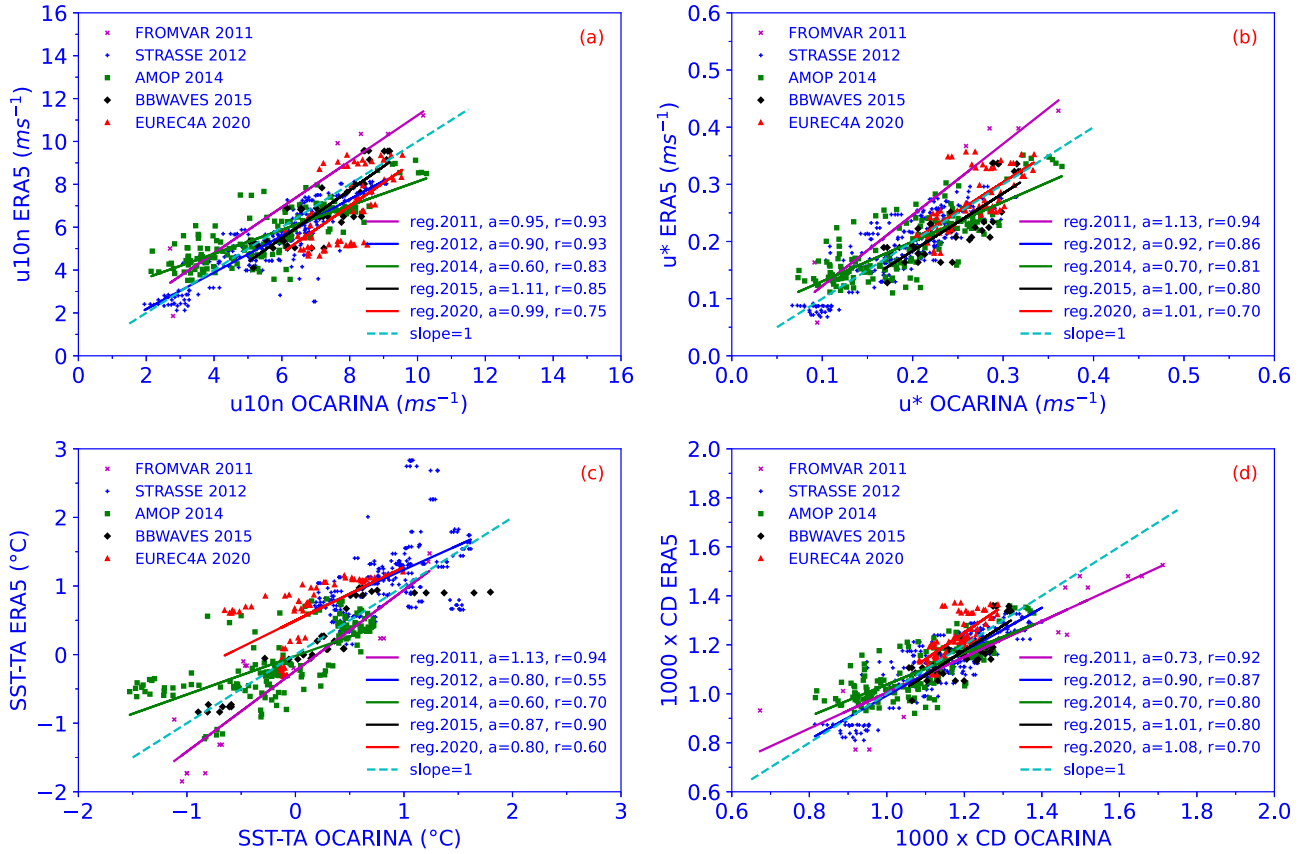 (a)
FROMVAR 2011
STRASSE 2012
AMOP 2014
BBWAVES 2015
EUREC4A 2020
u10n ERA5 (ms⁻¹)
16
14
12
10
8
6
4
2
0
reg.2011, a=0.95, r=0.93
reg.2012, a=0.90, r=0.93
reg.2014, a=0.60, r=0.83
reg.2015, a=1.11, r=0.85
reg.2020, a=0.99, r=0.75
slope=1
0 2 4 6 8 10 12 14 16
u10n OCARINA (ms⁻¹)
(b)
FROMVAR 2011
STRASSE 2012
AMOP 2014
BBWAVES 2015
EUREC4A 2020
u* ERA5 (ms⁻¹)
0.6
0.5
0.4
0.3
0.2
0.1
0.0
reg.2011, a=1.13, r=0.94
reg.2012, a=0.92, r=0.86
reg.2014, a=0.70, r=0.81
reg.2015, a=1.00, r=0.80
reg.2020, a=1.01, r=0.70
slope=1
0.0 0.1 0.2 0.3 0.4 0.5 0.6
u* OCARINA (ms⁻¹)
(c)
FROMVAR 2011
STRASSE 2012
AMOP 2014
BBWAVES 2015
EUREC4A 2020
SST-TA ERA5 (°C)
3
2
1
0
−1
−2
reg.2011, a=1.13, r=0.94
reg.2012, a=0.80, r=0.55
reg.2014, a=0.60, r=0.70
reg.2015, a=0.87, r=0.90
reg.2020, a=0.80, r=0.60
slope=1
−2 −1 0 1 2 3
SST-TA OCARINA (°C)
(d)
FROMVAR 2011
STRASSE 2012
AMOP 2014
BBWAVES 2015
EUREC4A 2020
1000 x CD ERA5
2.0
1.8
1.6
1.4
1.2
1.0
0.8
0.6
reg.2011, a=0.73, r=0.92
reg.2012, a=0.90, r=0.87
reg.2014, a=0.70, r=0.80
reg.2015, a=1.01, r=0.80
reg.2020, a=1.08, r=0.70
slope=1
0.6 0.8 1.0 1.2 1.4 1.6 1.8 2.0
1000 x CD OCARINA